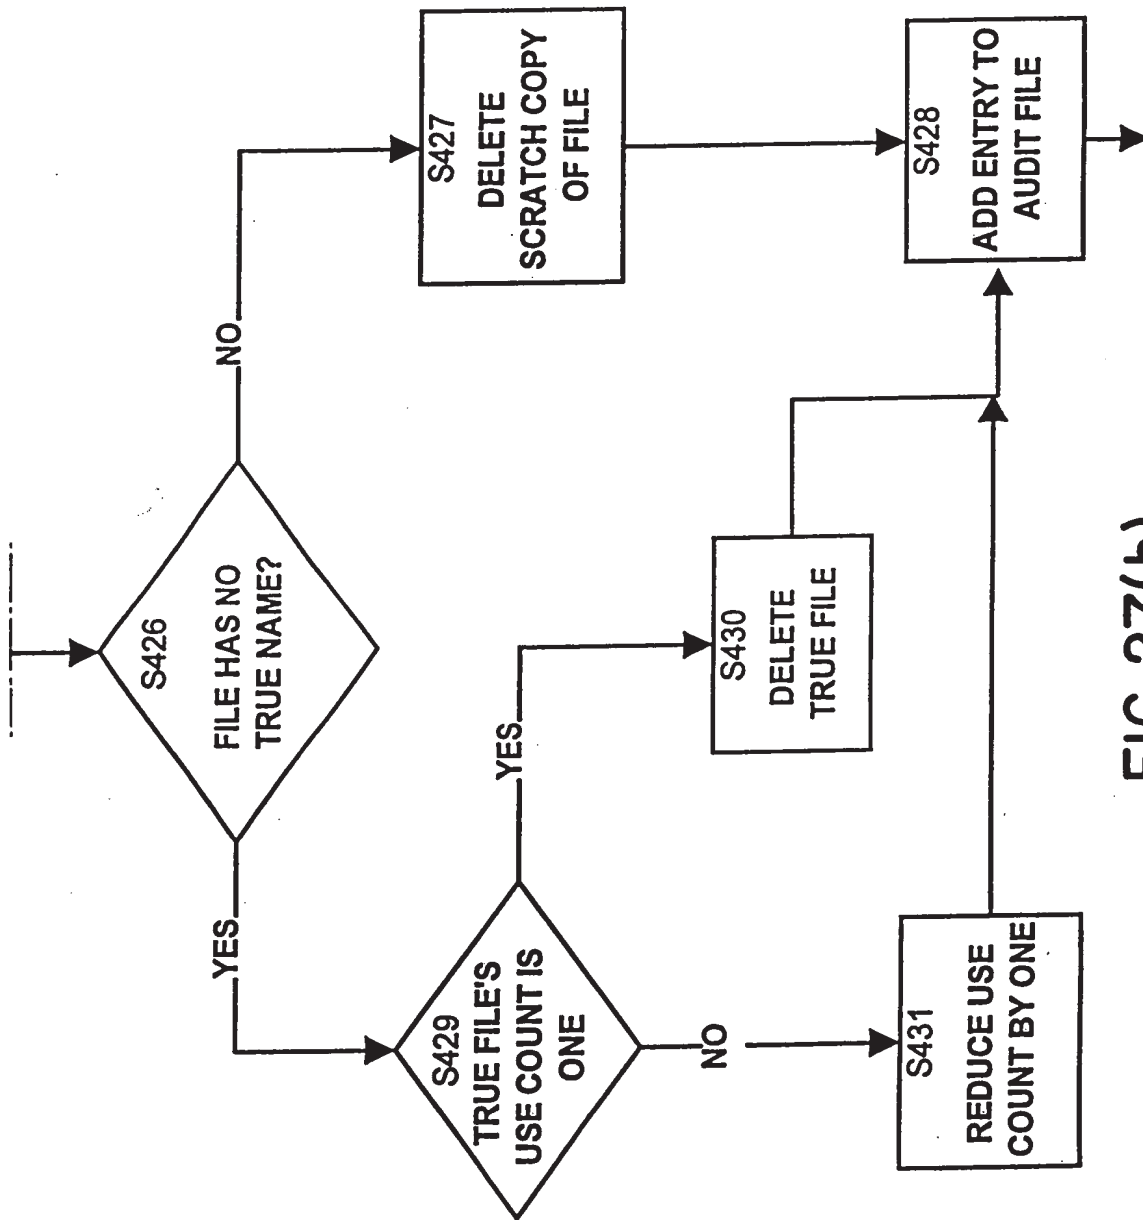 S426
FILE HAS NO
TRUE NAME?
YES
NO
S429
TRUE FILE'S
USE COUNT IS
ONE
YES
NO
S427
DELETE
SCRATCH COPY
OF FILE
S430
DELETE
TRUE FILE
S431
REDUCE USE
COUNT BY ONE
S428
ADD ENTRY TO
AUDIT FILE